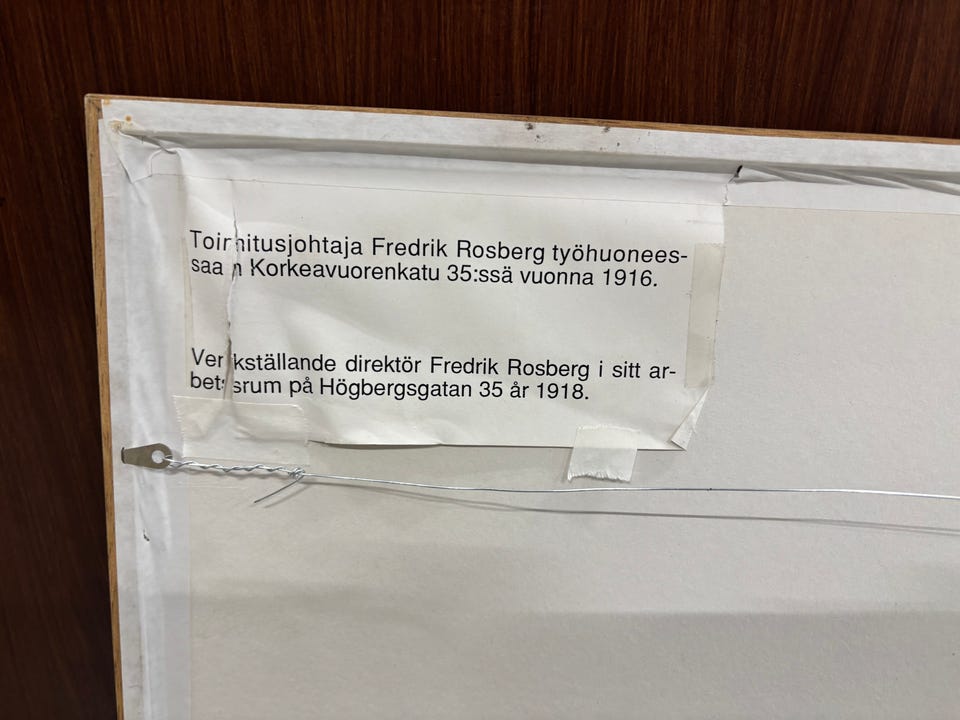 Toimitusjohtaja Fredrik Rosberg työhuonees-
saan Korkeavuorenkatu 35:ssä vuonna 1916.
Verkställande direktör Fredrik Rosberg i sitt ar-
betsrum på Högbergsgatan 35 år 1918.